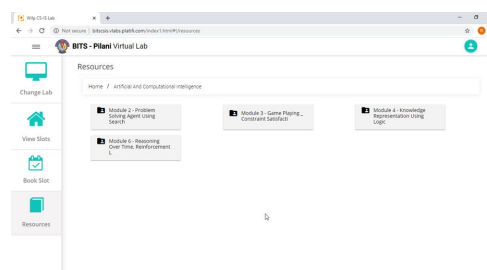 Nity CS-IS Lab
Not secure | bitscsis.vlabs.platifi.com/index1.html#!/resources
BITS - Pilani Virtual Lab
Resources
Home / Artificial And Computational Intelligence
Change Lab
View Slots
Book Slot
Resources
Module 2 - Problem
Solving Agent Using
Search
Module 3 - Game Playing _
Constraint Satisfacti
Module 4 - Knowledge
Representation Using
Logic
Module 6 - Reasoning
Over Time, Reinforcement
L